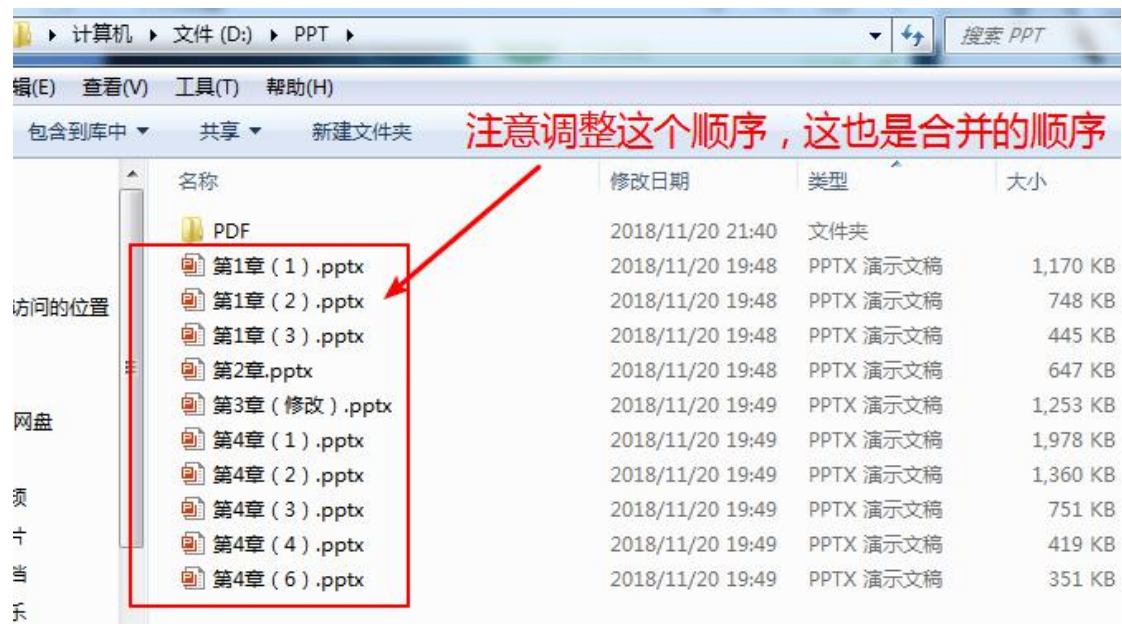 计算机 文件 (D:) PPT 搜索 PPT
辑(E) 查看(V) 工具(T) 帮助(H)
包含到库中 共享 新建文件夹 注意调整这个顺序，这也是合并的顺序
名称 修改日期 类型 大小
PDF 2018/11/20 21:40 文件夹
第1章（1）.pptx 2018/11/20 19:48 PPTX 演示文稿 1,170 KB
访问的位置 第1章（2）.pptx 2018/11/20 19:48 PPTX 演示文稿 748 KB
第1章（3）.pptx 2018/11/20 19:48 PPTX 演示文稿 445 KB
第2章.pptx 2018/11/20 19:48 PPTX 演示文稿 647 KB
网盘 第3章（修改）.pptx 2018/11/20 19:49 PPTX 演示文稿 1,253 KB
第4章（1）.pptx 2018/11/20 19:49 PPTX 演示文稿 1,978 KB
第4章（2）.pptx 2018/11/20 19:49 PPTX 演示文稿 1,360 KB
第4章（3）.pptx 2018/11/20 19:49 PPTX 演示文稿 751 KB
片 第4章（4）.pptx 2018/11/20 19:49 PPTX 演示文稿 419 KB
档 第4章（6）.pptx 2018/11/20 19:49 PPTX 演示文稿 351 KB
乐